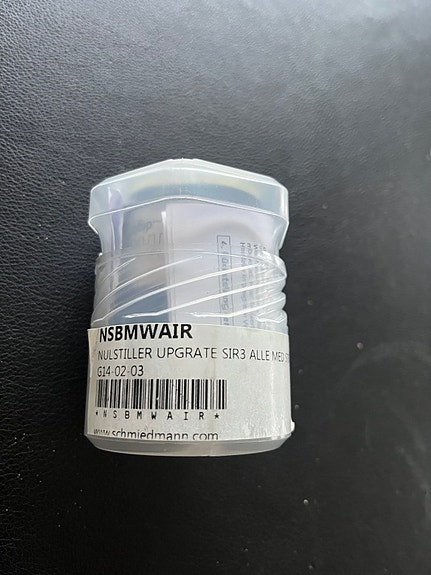 NSBMWAIR
NULSTILLER UPGRATE SIR3 ALLE MED
G14-02-03
*NSBMWAIR*
www.schmiedmann.com